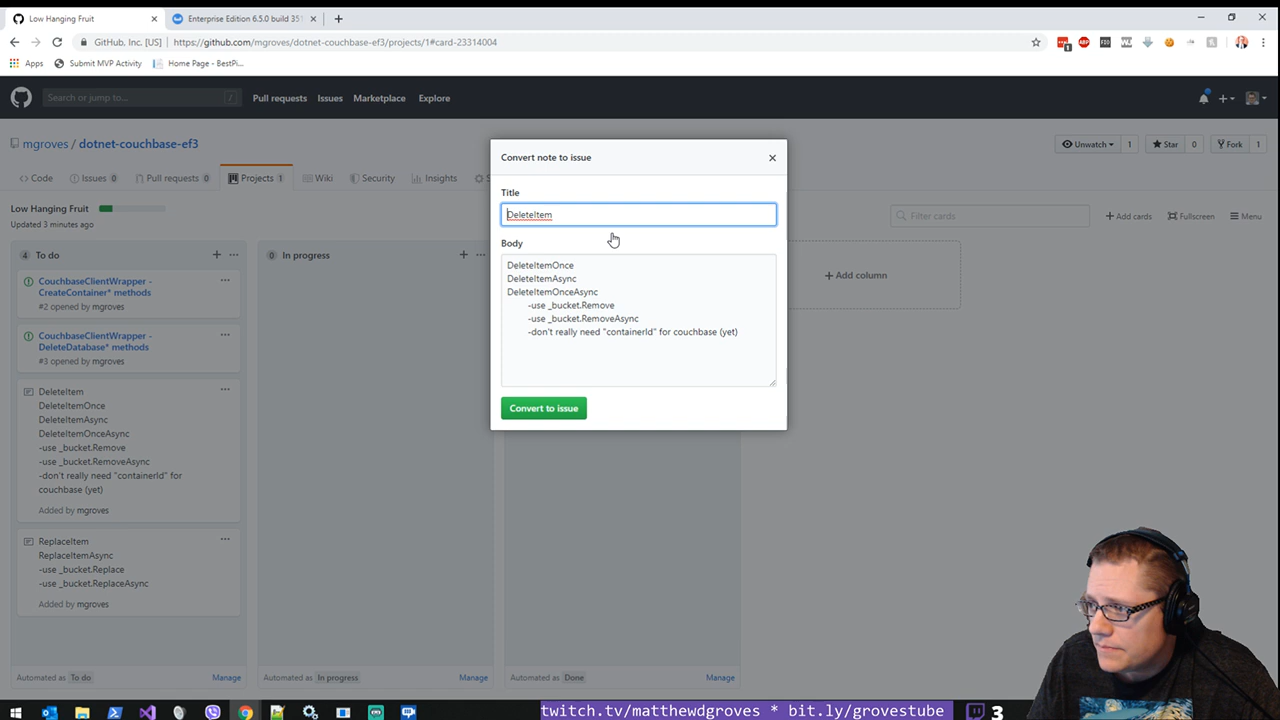 Low Hanging Fruit
Enterprise Edition 6.5.0 build 351
GitHub, Inc. [US]
https://github.com/mgroves/dotnet-couchbase-ef3/projects/1#card-23314004
Apps
Submit MVP Activity
Home Page - BestPi...
Search or jump to...
/
Pull requests
Issues
Marketplace
Explore
mgroves / dotnet-couchbase-ef3
Unwatch 1
Star 0
Fork 1
Code
Issues 0
Pull requests 0
Projects 1
Wiki
Security
Insights
S
Low Hanging Fruit
Updated 3 minutes ago
Filter cards
Add cards
Fullscreen
Menu
4 To do
CouchbaseClientWrapper -
CreateContainer* methods
#2 opened by mgroves
CouchbaseClientWrapper -
DeleteDatabase* methods
#3 opened by mgroves
DeleteItem
DeleteItemOnce
DeleteItemAsync
DeleteItemOnceAsync
-use _bucket.Remove
-use _bucket.RemoveAsync
-don't really need "containerId" for
couchbase (yet)
Added by mgroves
ReplaceItem
ReplaceItemAsync
-use _bucket.Replace
-use _bucket.ReplaceAsync
Added by mgroves
Automated as To do
Manage
0 In progress
Automated as In progress
Manage
Automated as Done
Manage
Add column
Convert note to issue
Title
DeleteItem
Body
DeleteItemOnce
DeleteItemAsync
DeleteItemOnceAsync
-use _bucket.Remove
-use _bucket.RemoveAsync
-don't really need "containerId" for couchbase (yet)
Convert to issue
twitch.tv/matthewdgroves * bit.ly/grovestube
3